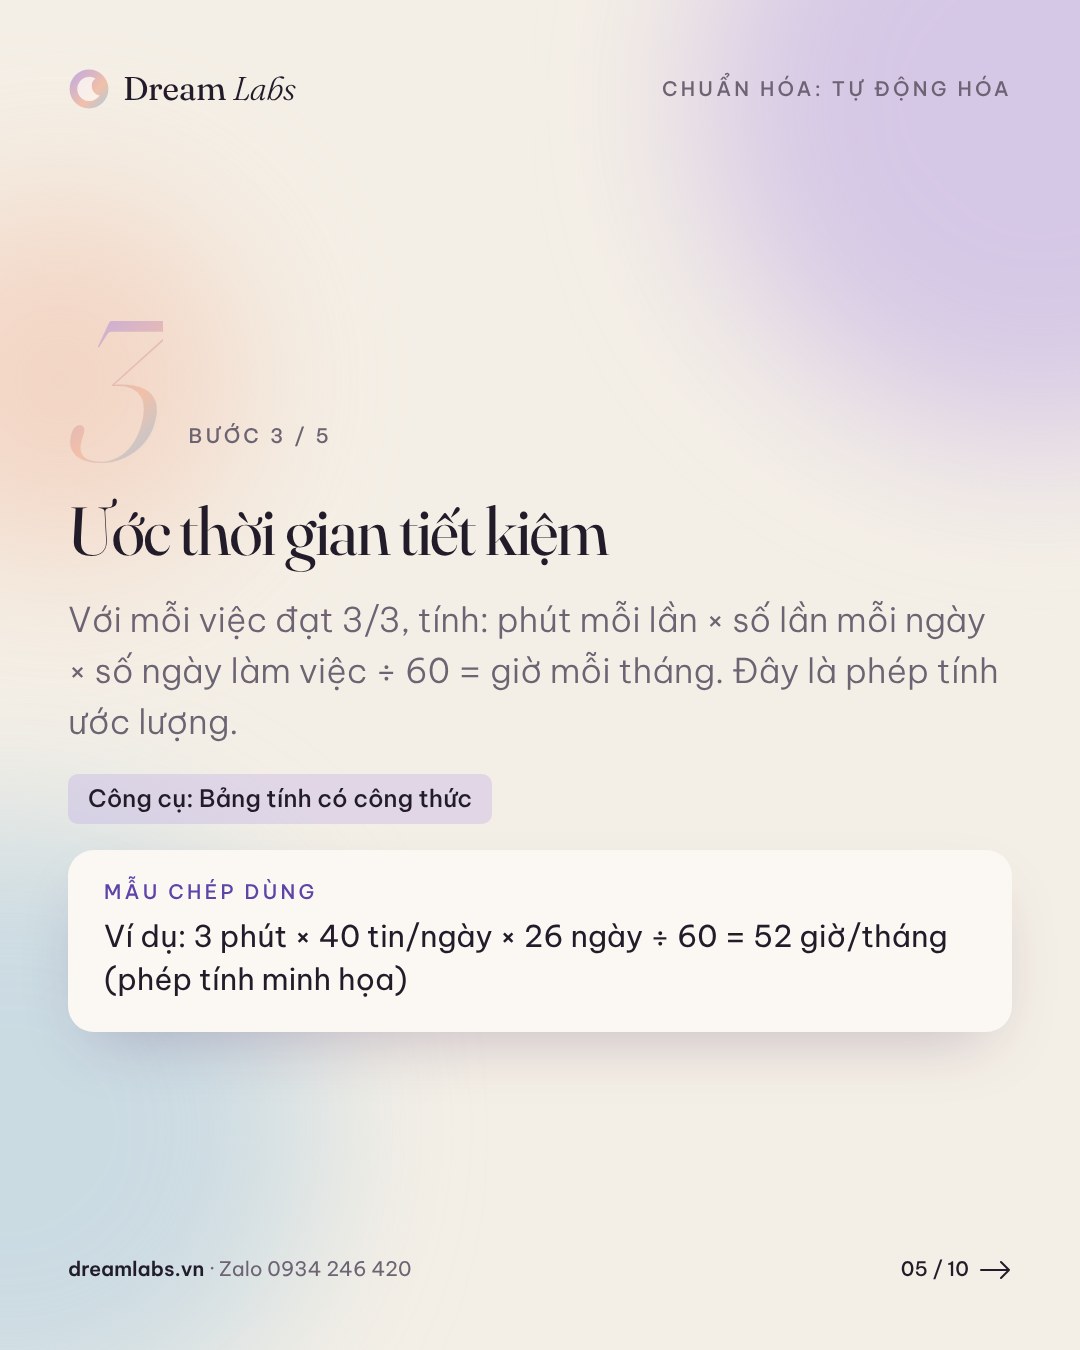 Dream Labs
CHUẨN HÓA: TỰ ĐỘNG HÓA
3
BƯỚC 3 / 5
Ước thời gian tiết kiệm
Với mỗi việc đạt 3/3, tính: phút mỗi lần × số lần mỗi ngày
× số ngày làm việc ÷ 60 = giờ mỗi tháng. Đây là phép tính
ước lượng.
Công cụ: Bảng tính có công thức
MẪU CHÉP DÙNG
Ví dụ: 3 phút × 40 tin/ngày × 26 ngày ÷ 60 = 52 giờ/tháng
(phép tính minh họa)
dreamlabs.vn · Zalo 0934 246 420
05 / 10 →